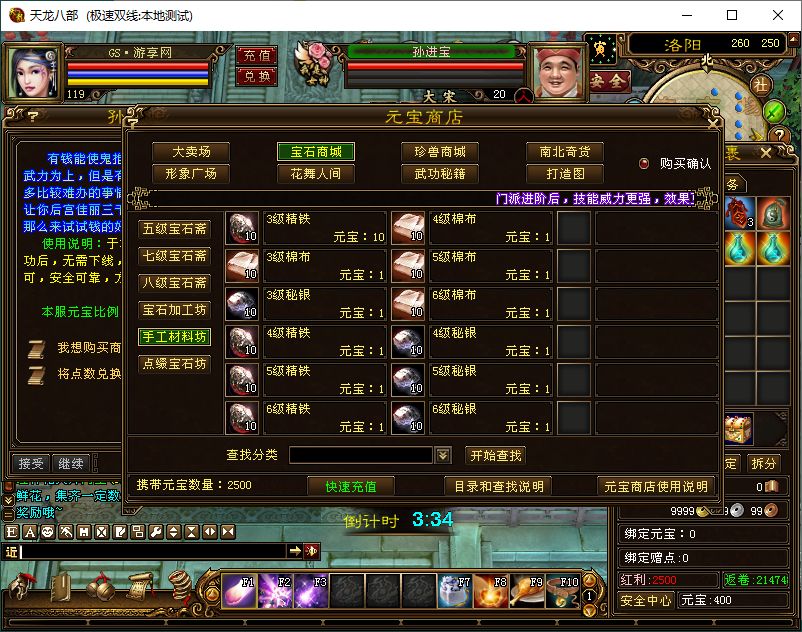 天龙八部 (极速双线:本地测试)
GS·游享网
充值
兑换
119
孙进宝
大宋
20
安全
洛阳
260 250
北
社
孙
元宝商店
裹
大卖场
宝石商城
珍兽商城
南北奇货
形象广场
花舞人间
武功秘籍
打造图
购买确认
门派进阶后，技能威力更强，效果
有钱能使鬼推
武力为上，但是有
多比较难办的事情
让你后宫佳丽三千
那么来试试钱的好
使用说明：于
功后，无需下线，
可，安全可靠，方
本服元宝比例
我想购买商
将点数兑换
接受
继续
五级宝石斋
七级宝石斋
八级宝石斋
宝石加工坊
手工材料坊
点缀宝石坊
3级精铁
元宝：10
4级棉布
元宝：1
3级棉布
元宝：1
5级棉布
元宝：1
3级秘银
元宝：1
6级棉布
元宝：1
4级精铁
元宝：1
4级秘银
元宝：1
5级精铁
元宝：1
5级秘银
元宝：1
6级精铁
元宝：1
6级秘银
元宝：1
查找分类
开始查找
携带元宝数量：2500
快速充值
目录和查找说明
元宝商店使用说明
务
3
定
拆分
0
9999
99
绑定元宝：0
绑定赠点：0
红利：2500
返卷：21474
安全中心
元宝：400
鲜花，集齐一定数
奖励哦~
倒计时 3:34
近
F1
F2
F3
F7
F8
F9
F10
1